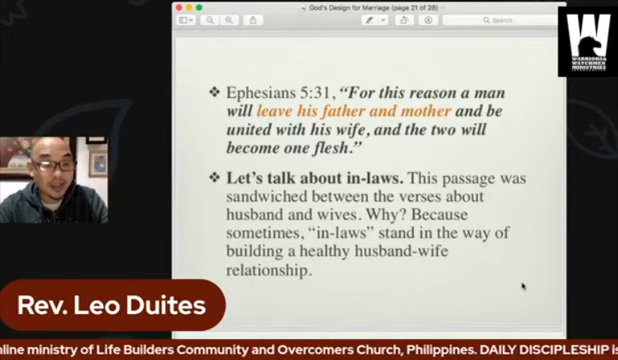 God's Design for Marriage (page 21 of 28)
Search
WARRIORS &
WATCHMEN
MINISTRIES
❖ Ephesians 5:31, “For this reason a man
will leave his father and mother and be
united with his wife, and the two will
become one flesh.”
❖ Let’s talk about in-laws. This passage was
sandwiched between the verses about
husband and wives. Why? Because
sometimes, “in-laws” stand in the way of
building a healthy husband-wife
relationship.
Rev. Leo Duites
nline ministry of Life Builders Community and Overcomers Church, Philippines. DAILY DISCIPLESHIP is